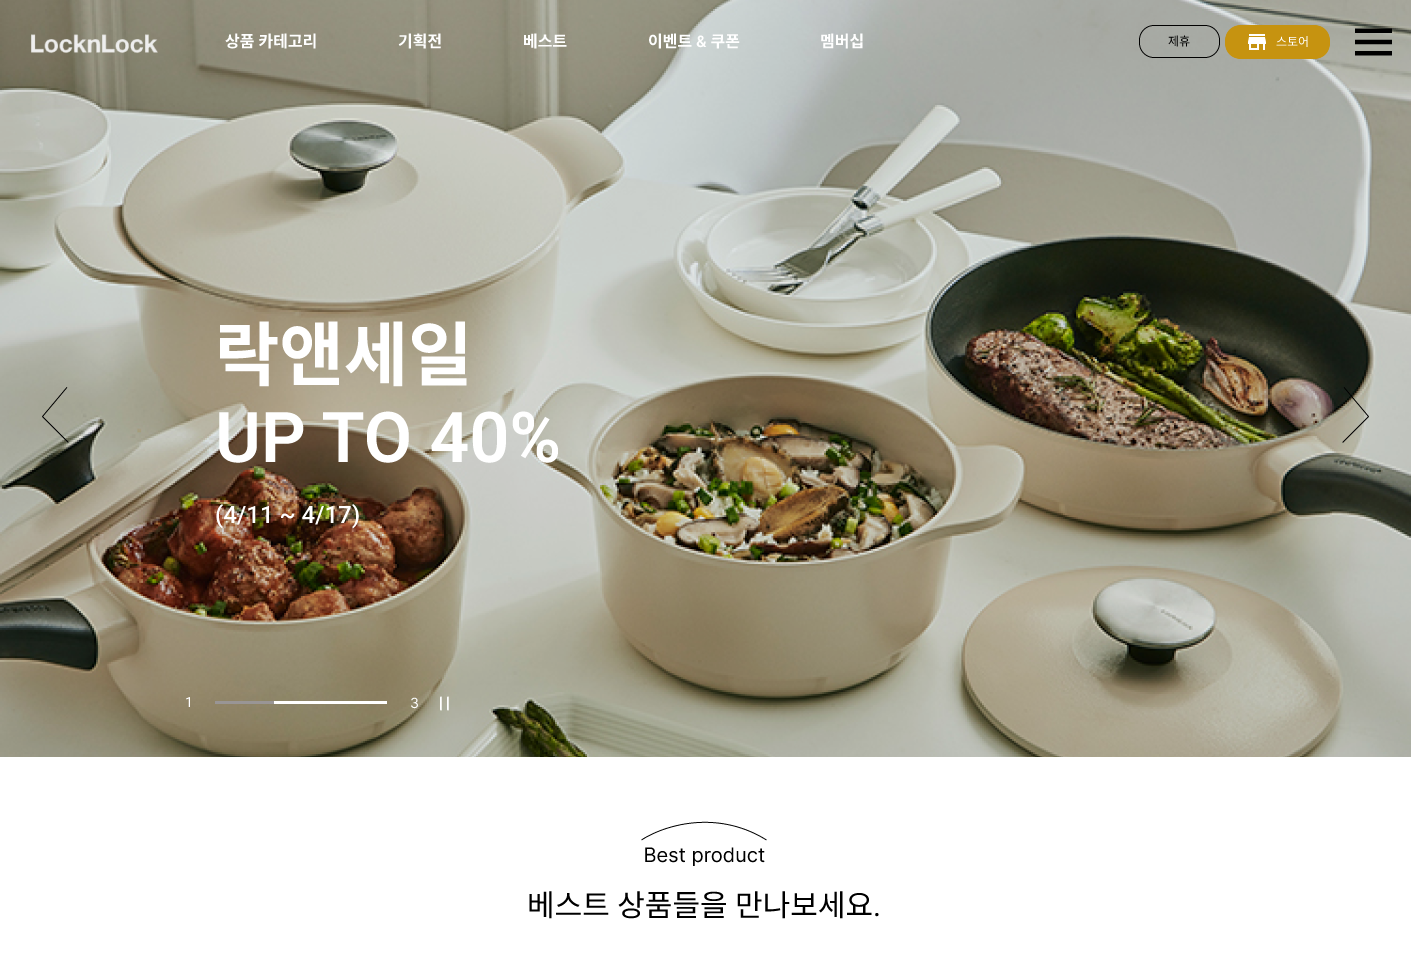 LocknLock
상품 카테고리
기획전
베스트
이벤트 & 쿠폰
멤버십
제휴
스토어
락앤세일
UP TO 40%
(4/11 ~ 4/17)
1
3
Best product
베스트 상품들을 만나보세요.